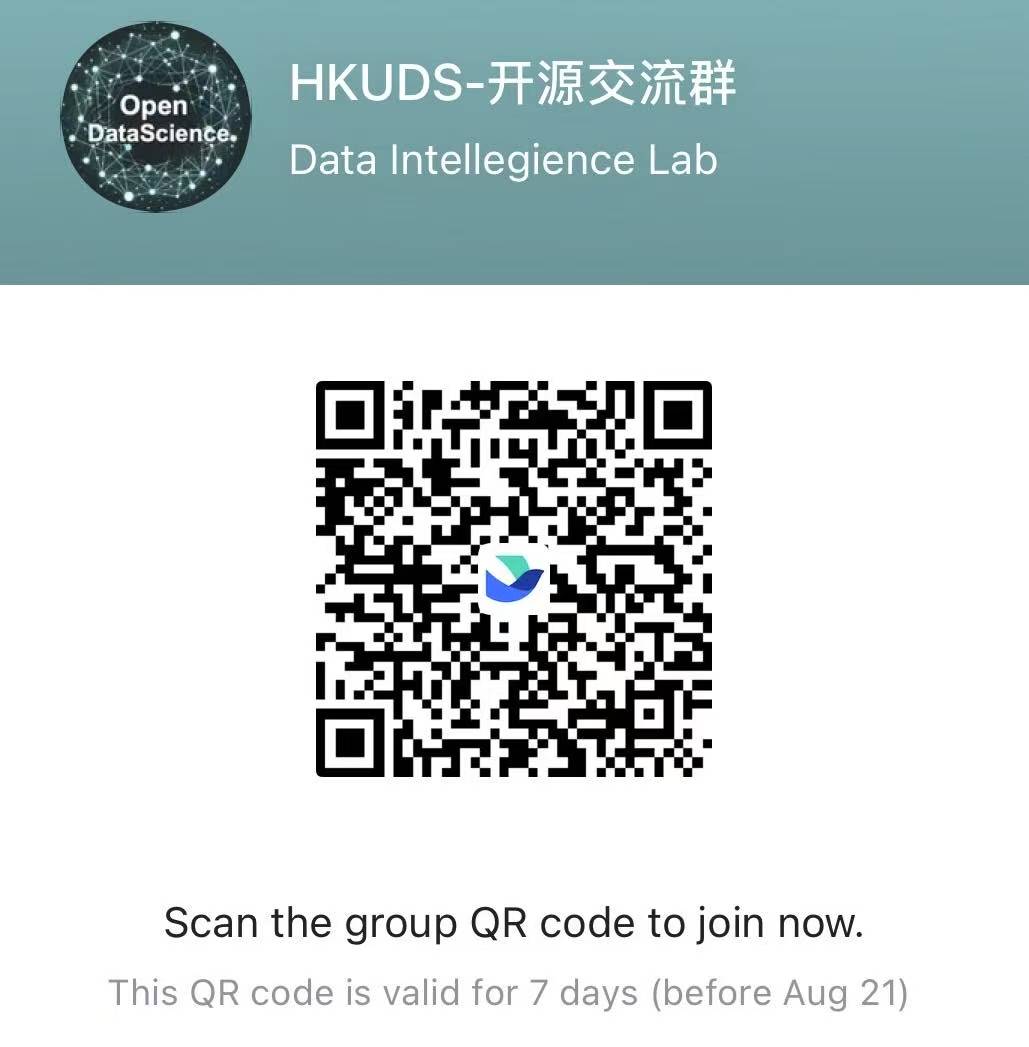 Open
DataScience
HKUDS-开源交流群
Data Intellegience Lab
Scan the group QR code to join now.
This QR code is valid for 7 days (before Aug 21)